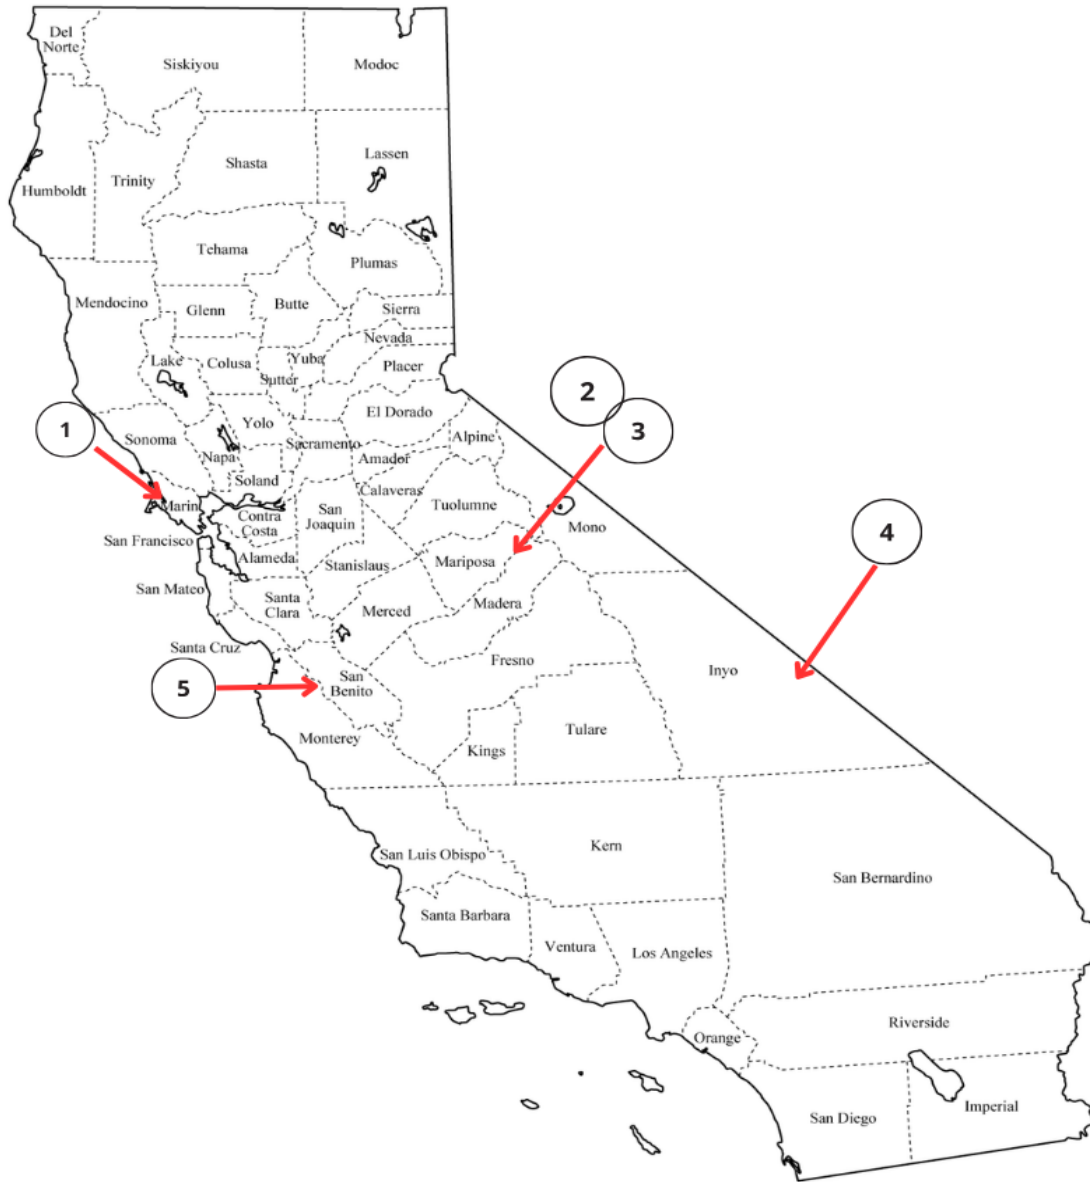 Del
Norte
Siskiyou
Modoc
Humboldt
Trinity
Shasta
Lassen
Tehama
Plumas
Mendocino
Glenn
Butte
Sierra
Nevada
Lake
Colusa
Sutter
Yuba
Placer
1
Sonoma
Napa
Yolo
Sacramento
El Dorado
Alpine
Amador
2
3
Marin
Soland
Contra
Costa
San
Joaquin
Calaveras
Tuolumne
Mono
4
San Francisco
Alameda
Stanislaus
Mariposa
San Mateo
Santa
Clara
Merced
Madera
Santa Cruz
5
San
Benito
Fresno
Inyo
Monterey
Kings
Tulare
San Luis Obispo
Kern
San Bernardino
Santa Barbara
Ventura
Los Angeles
Orange
Riverside
San Diego
Imperial